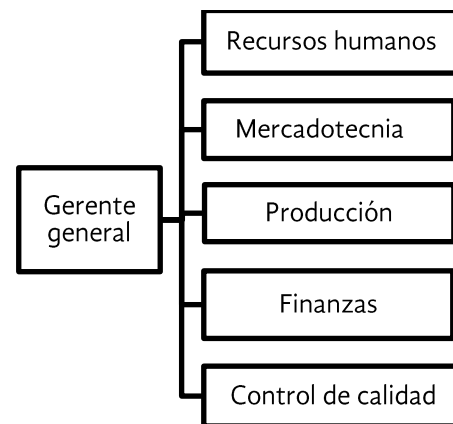 Recursos humanos
Mercadotecnia
Gerente
general
Producción
Finanzas
Control de calidad